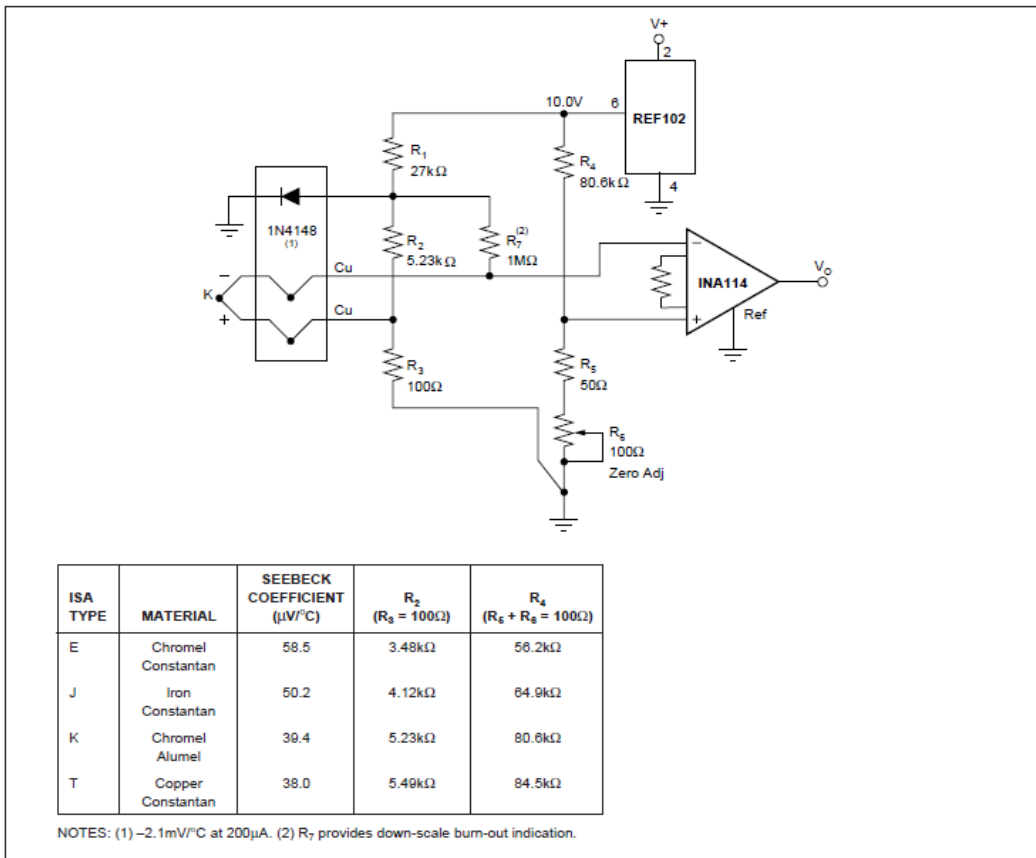 V+
2
10.0V
6
REF102
4
R1
27kΩ
R4
80.6kΩ
1N4148
(1)
R2
5.23kΩ
R7(2)
1MΩ
Cu
–
K
+
Cu
–
INA114
+
VO
Ref
R3
100Ω
R5
50Ω
R6
100Ω
Zero Adj
ISA TYPE | MATERIAL | SEEBECK COEFFICIENT (µV/°C) | R2 (R3 = 100Ω) | R4 (R5 + R6 = 100Ω)
E | Chromel Constantan | 58.5 | 3.48kΩ | 56.2kΩ
J | Iron Constantan | 50.2 | 4.12kΩ | 64.9kΩ
K | Chromel Alumel | 39.4 | 5.23kΩ | 80.6kΩ
T | Copper Constantan | 38.0 | 5.49kΩ | 84.5kΩ
NOTES: (1) –2.1mV/°C at 200µA. (2) R7 provides down-scale burn-out indication.